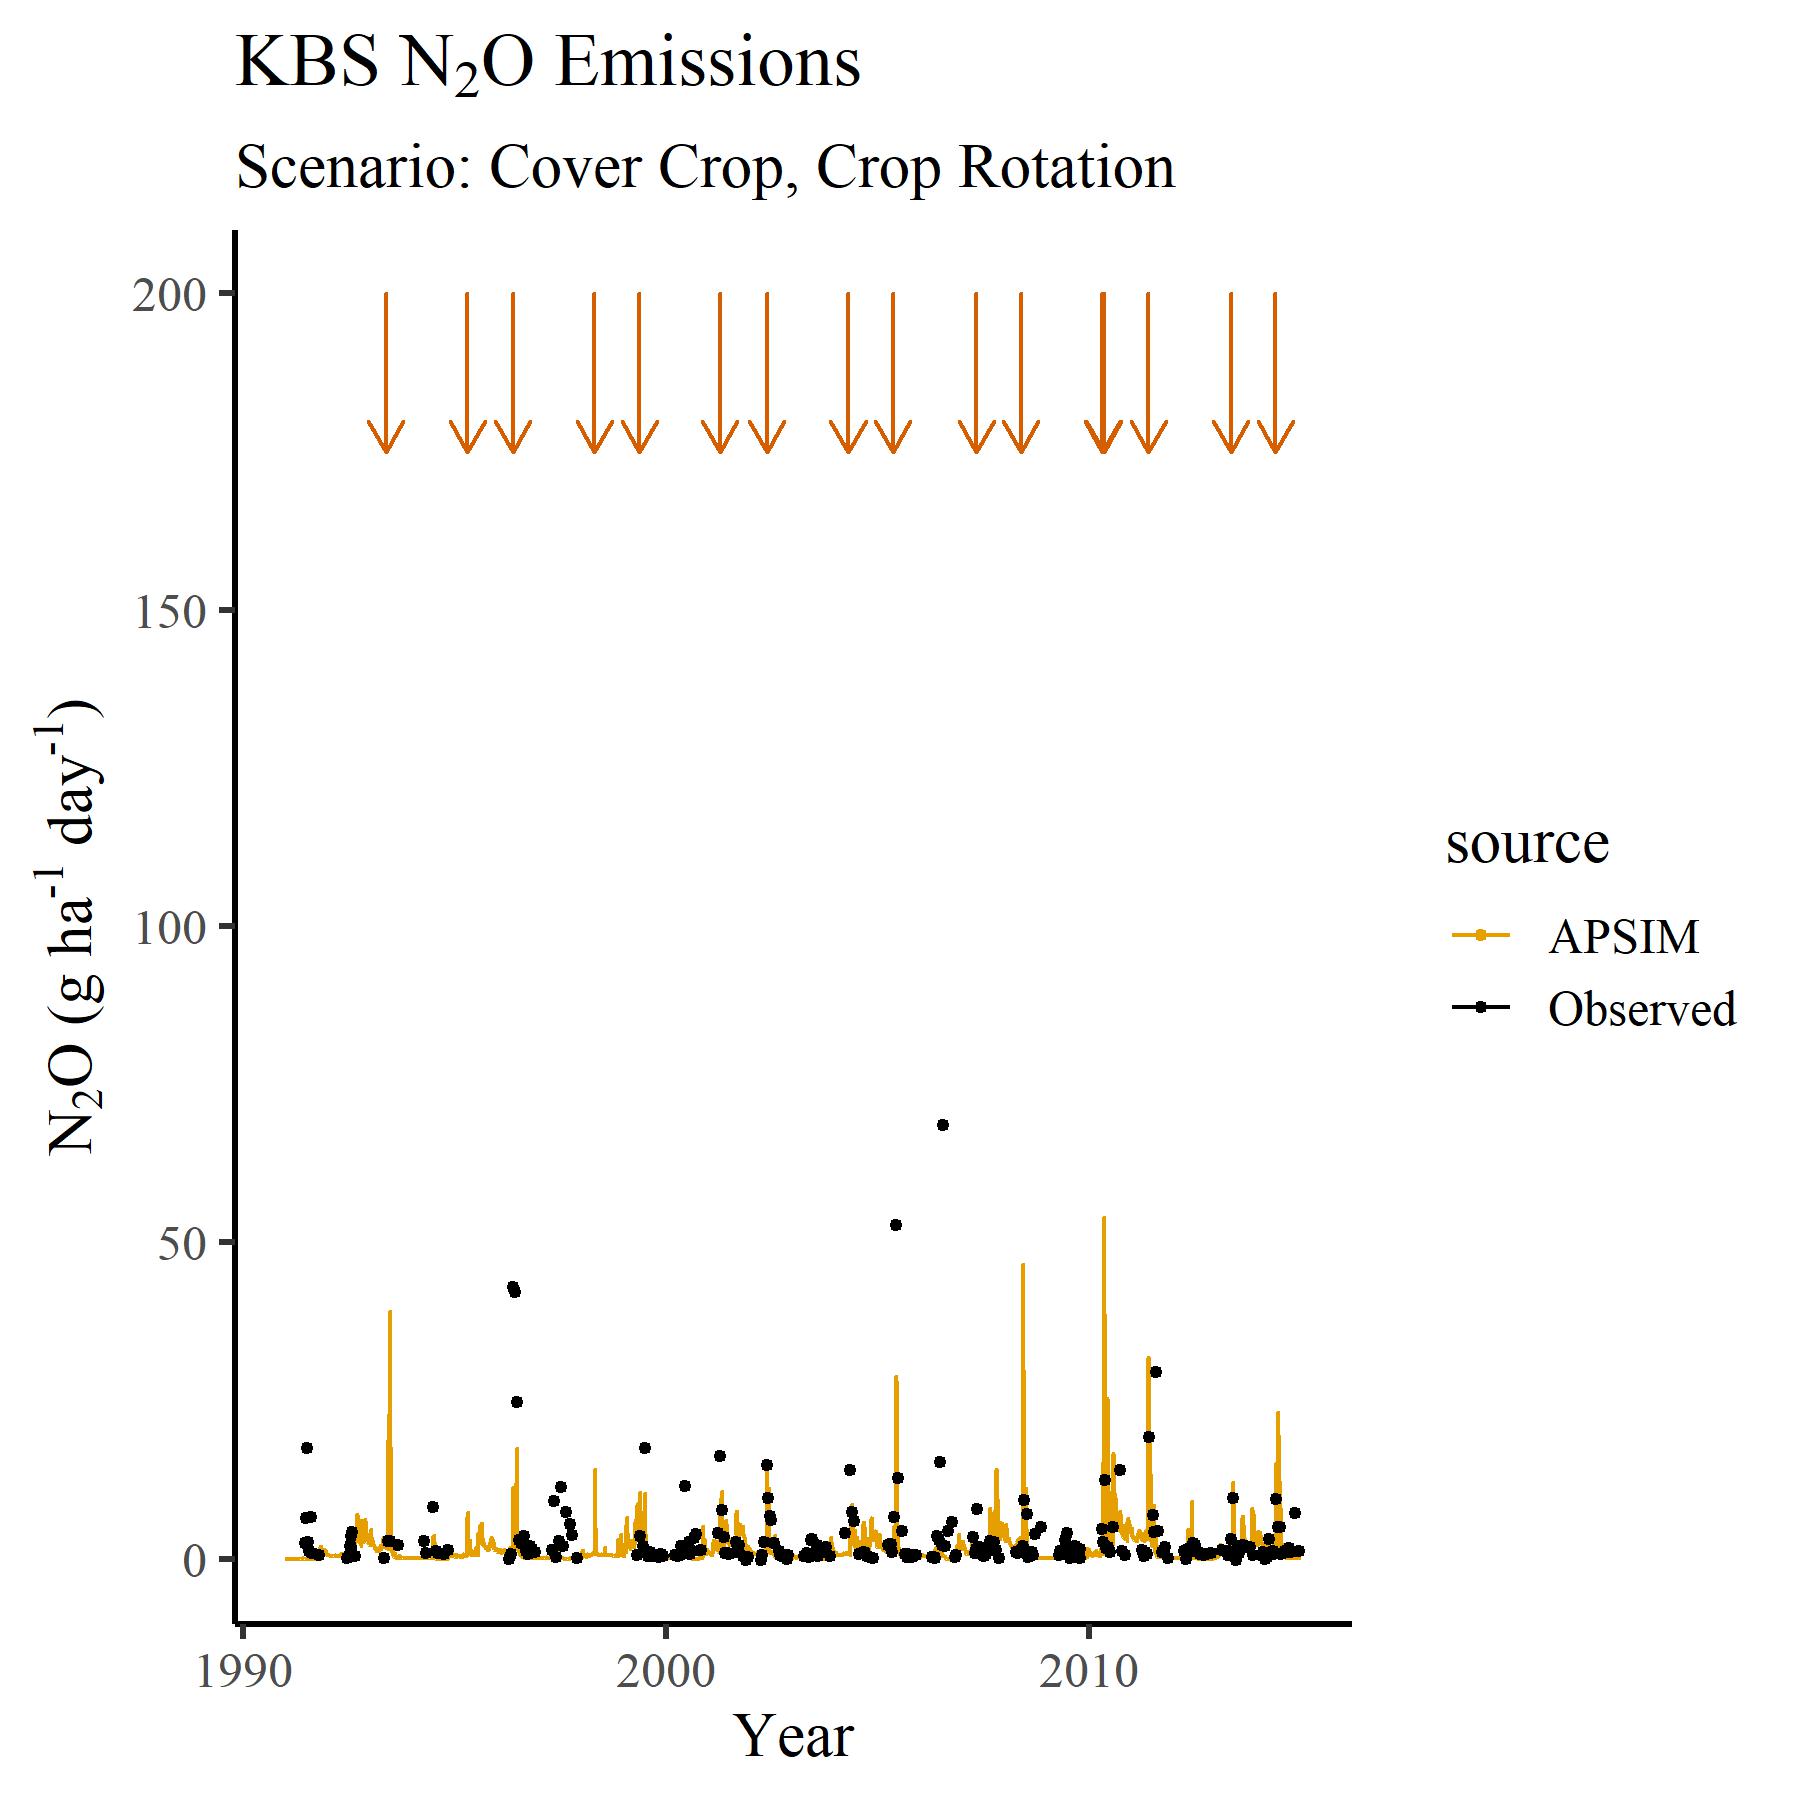 KBS N₂O Emissions
Scenario: Cover Crop, Crop Rotation
200
150
100
50
0
N₂O (g ha⁻¹ day⁻¹)
1990
2000
2010
Year
source
APSIM
Observed